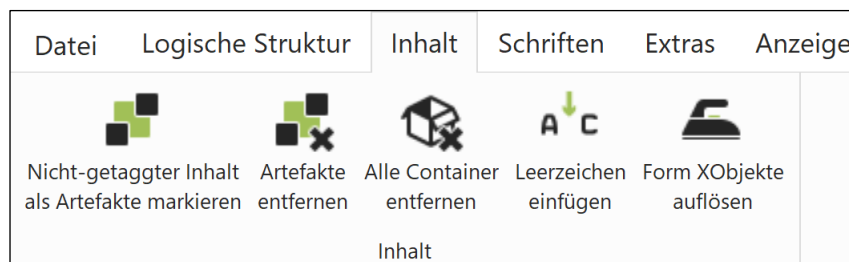 Datei Logische Struktur Inhalt Schriften Extras Anzeige
Nicht-getaggter Inhalt
als Artefakte markieren
Artefakte
entfernen
Alle Container
entfernen
A C
Leerzeichen
einfügen
Form XObjekte
auflösen
Inhalt